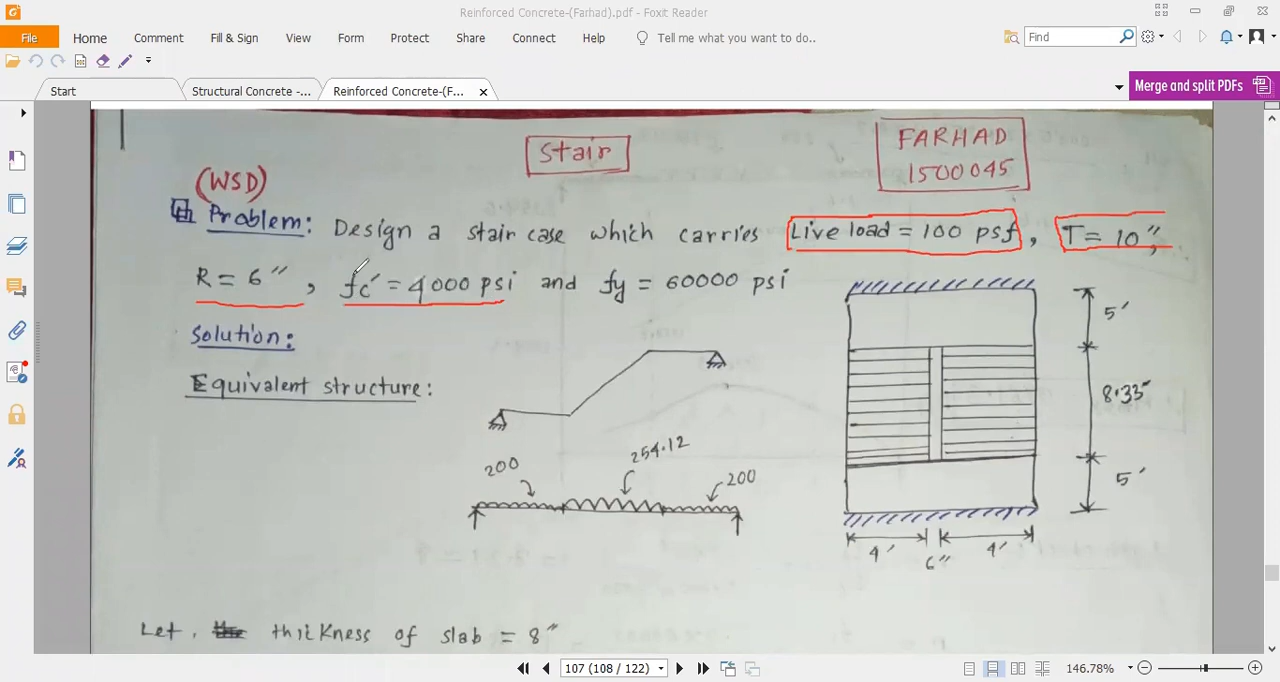 Reinforced Concrete-(Farhad).pdf - Foxit Reader
File Home Comment Fill & Sign View Form Protect Share Connect Help Tell me what you want to do.. Find
Start Structural Concrete -... Reinforced Concrete-(F... Merge and split PDFs
Stair
FARHAD
1500045
(WSD)
Problem: Design a stair case which carries Live load = 100 psf, T = 10",
R = 6", fc' = 4000 psi and fy = 60000 psi
Solution:
Equivalent structure:
5'
8.33'
5'
254.12
200
200
4' 4'
6"
Let, thickness of slab = 8"
107 (108 / 122) 146.78%